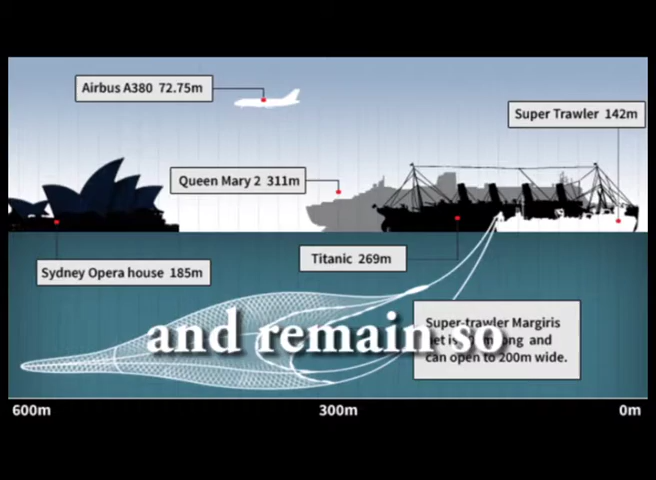 Airbus A380 72.75m
Super Trawler 142m
Queen Mary 2 311m
Titanic 269m
Sydney Opera house 185m
Super-trawler Margiris
and
can open to 200m wide.
and remain so
600m 300m 0m